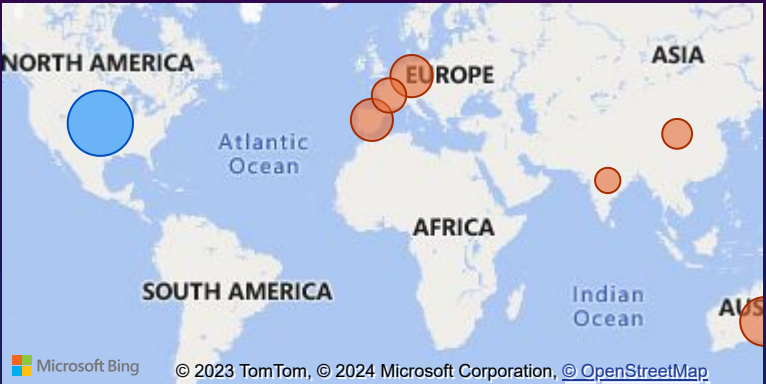 NORTH AMERICA
ASIA
EUROPE
Atlantic
Ocean
AFRICA
SOUTH AMERICA
Indian
Ocean
AUS
Microsoft Bing
© 2023 TomTom, © 2024 Microsoft Corporation, © OpenStreetMap